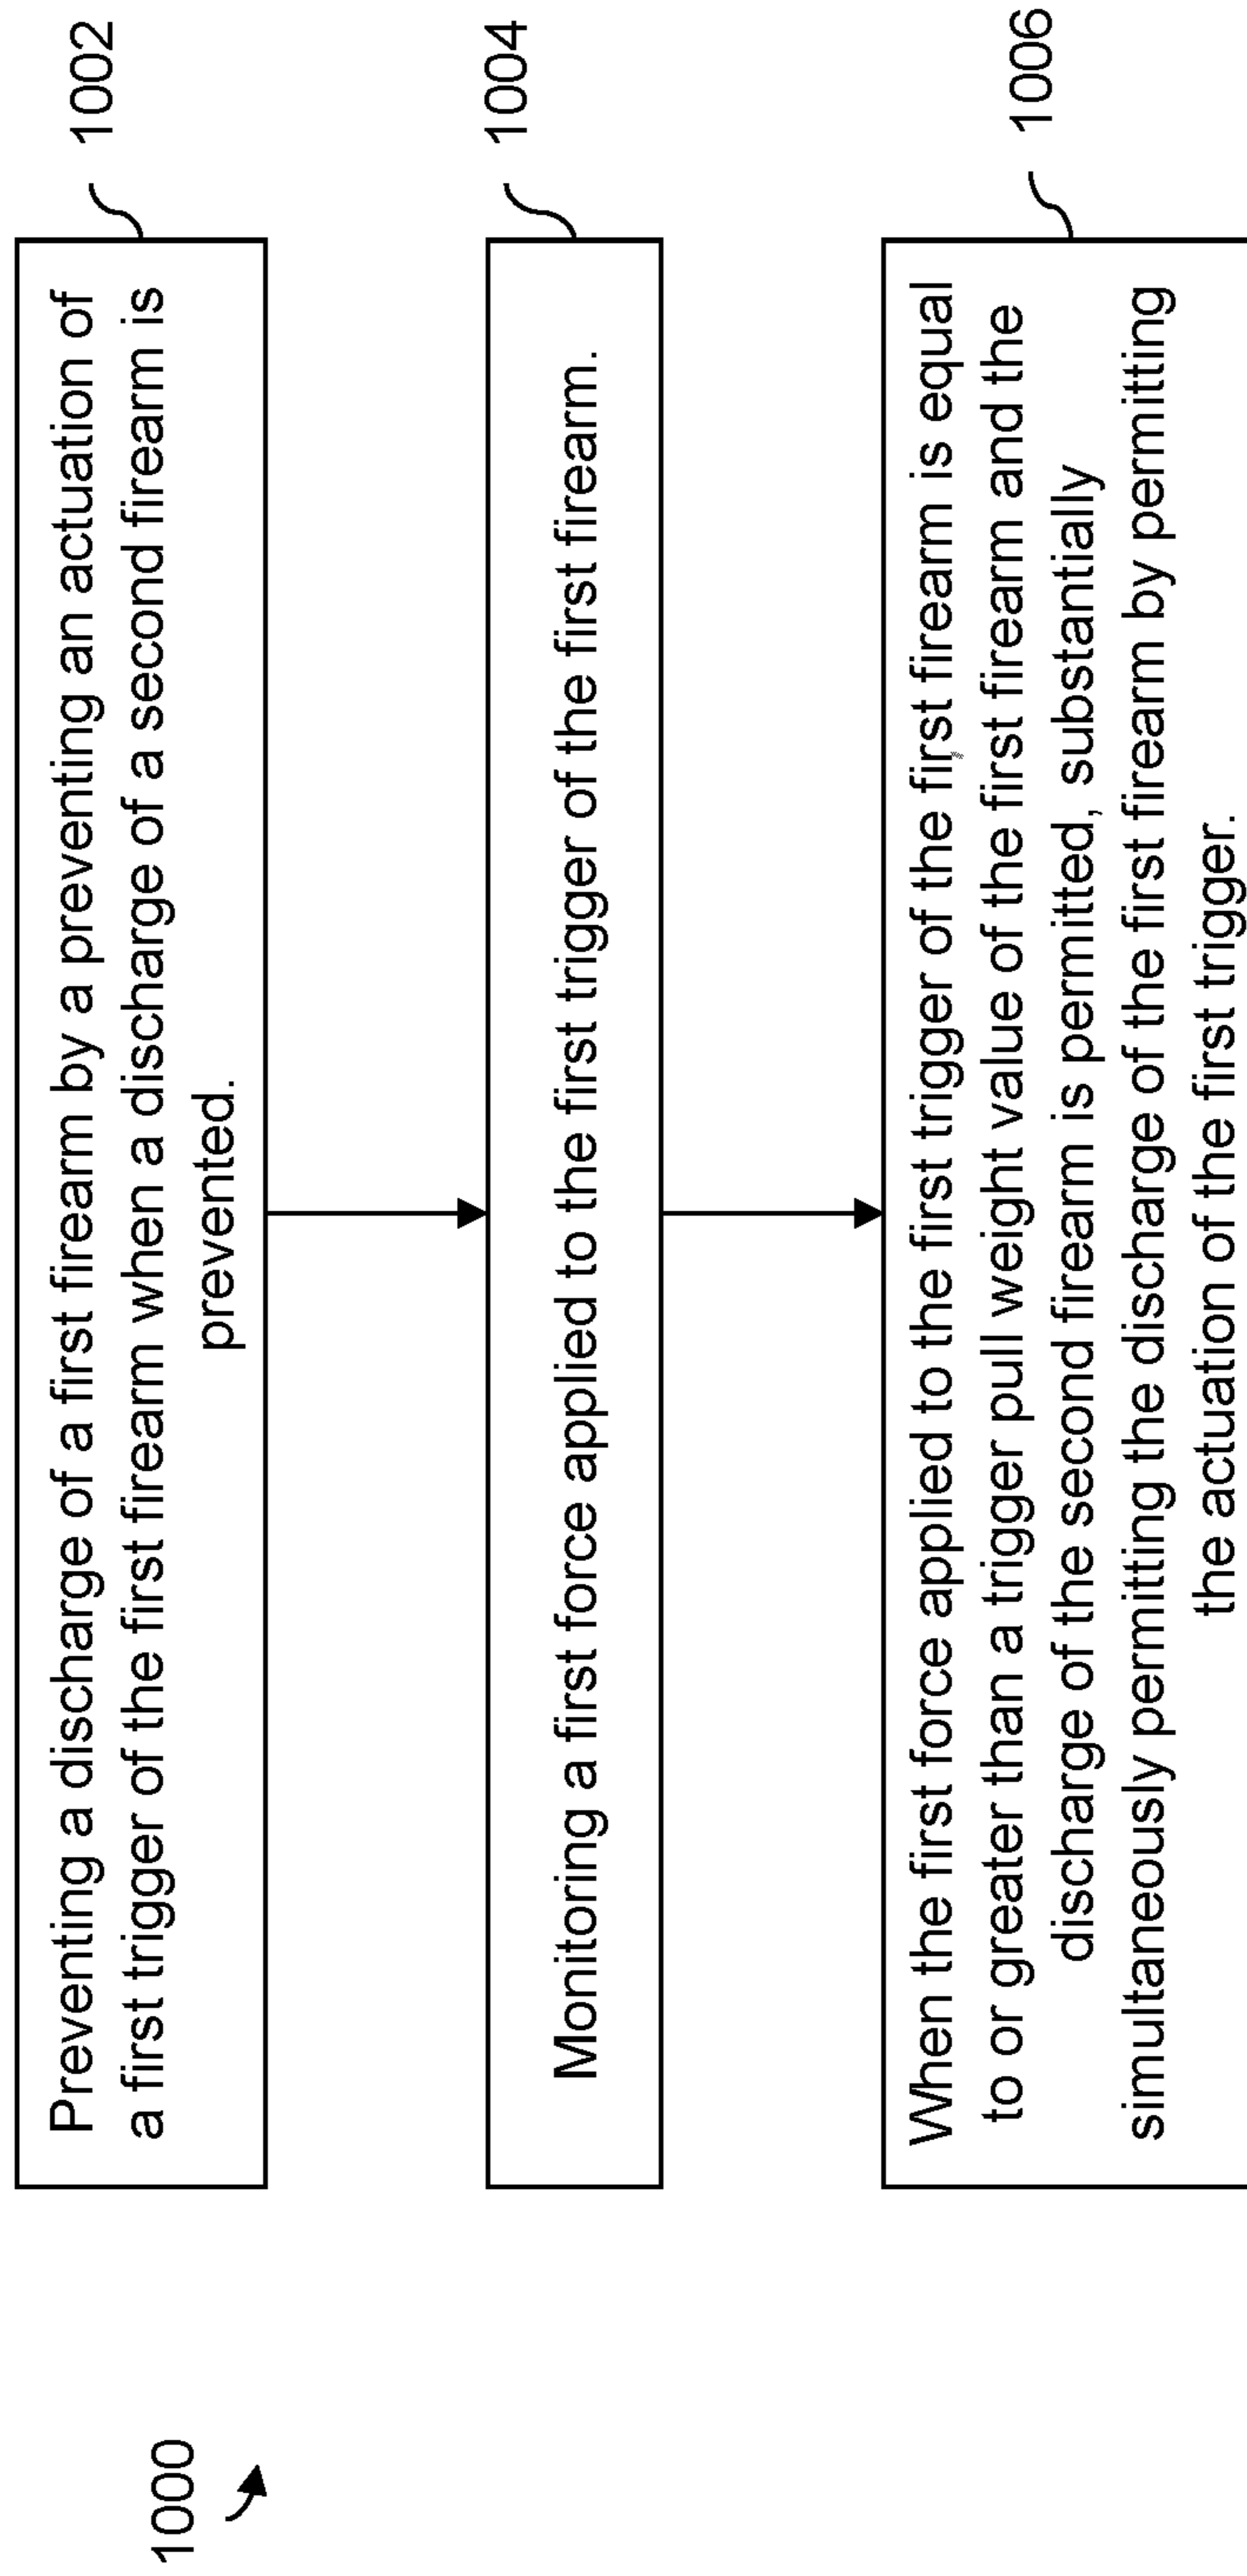 1000
Preventing a discharge of a first firearm by a preventing an actuation of
a first trigger of the first firearm when a discharge of a second firearm is
prevented.
1002
Monitoring a first force applied to the first trigger of the first firearm.
1004
When the first force applied to the first trigger of the first firearm is equal
to or greater than a trigger pull weight value of the first firearm and the
discharge of the second firearm is permitted, substantially
simultaneously permitting the discharge of the first firearm by permitting
the actuation of the first trigger.
1006